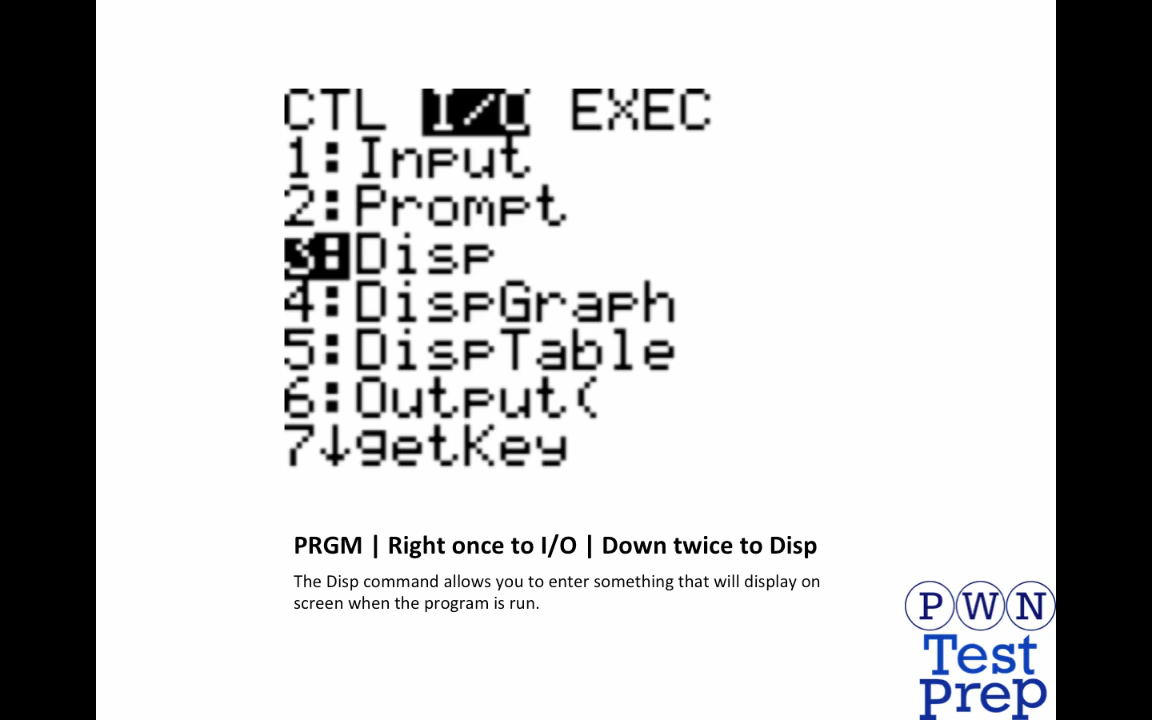 CTL I/O EXEC
1:Input
2:Prompt
3:Disp
4:DispGraph
5:DispTable
6:Output(
7↓getKey
PRGM | Right once to I/O | Down twice to Disp
The Disp command allows you to enter something that will display on
screen when the program is run.
PWN
Test
Prep